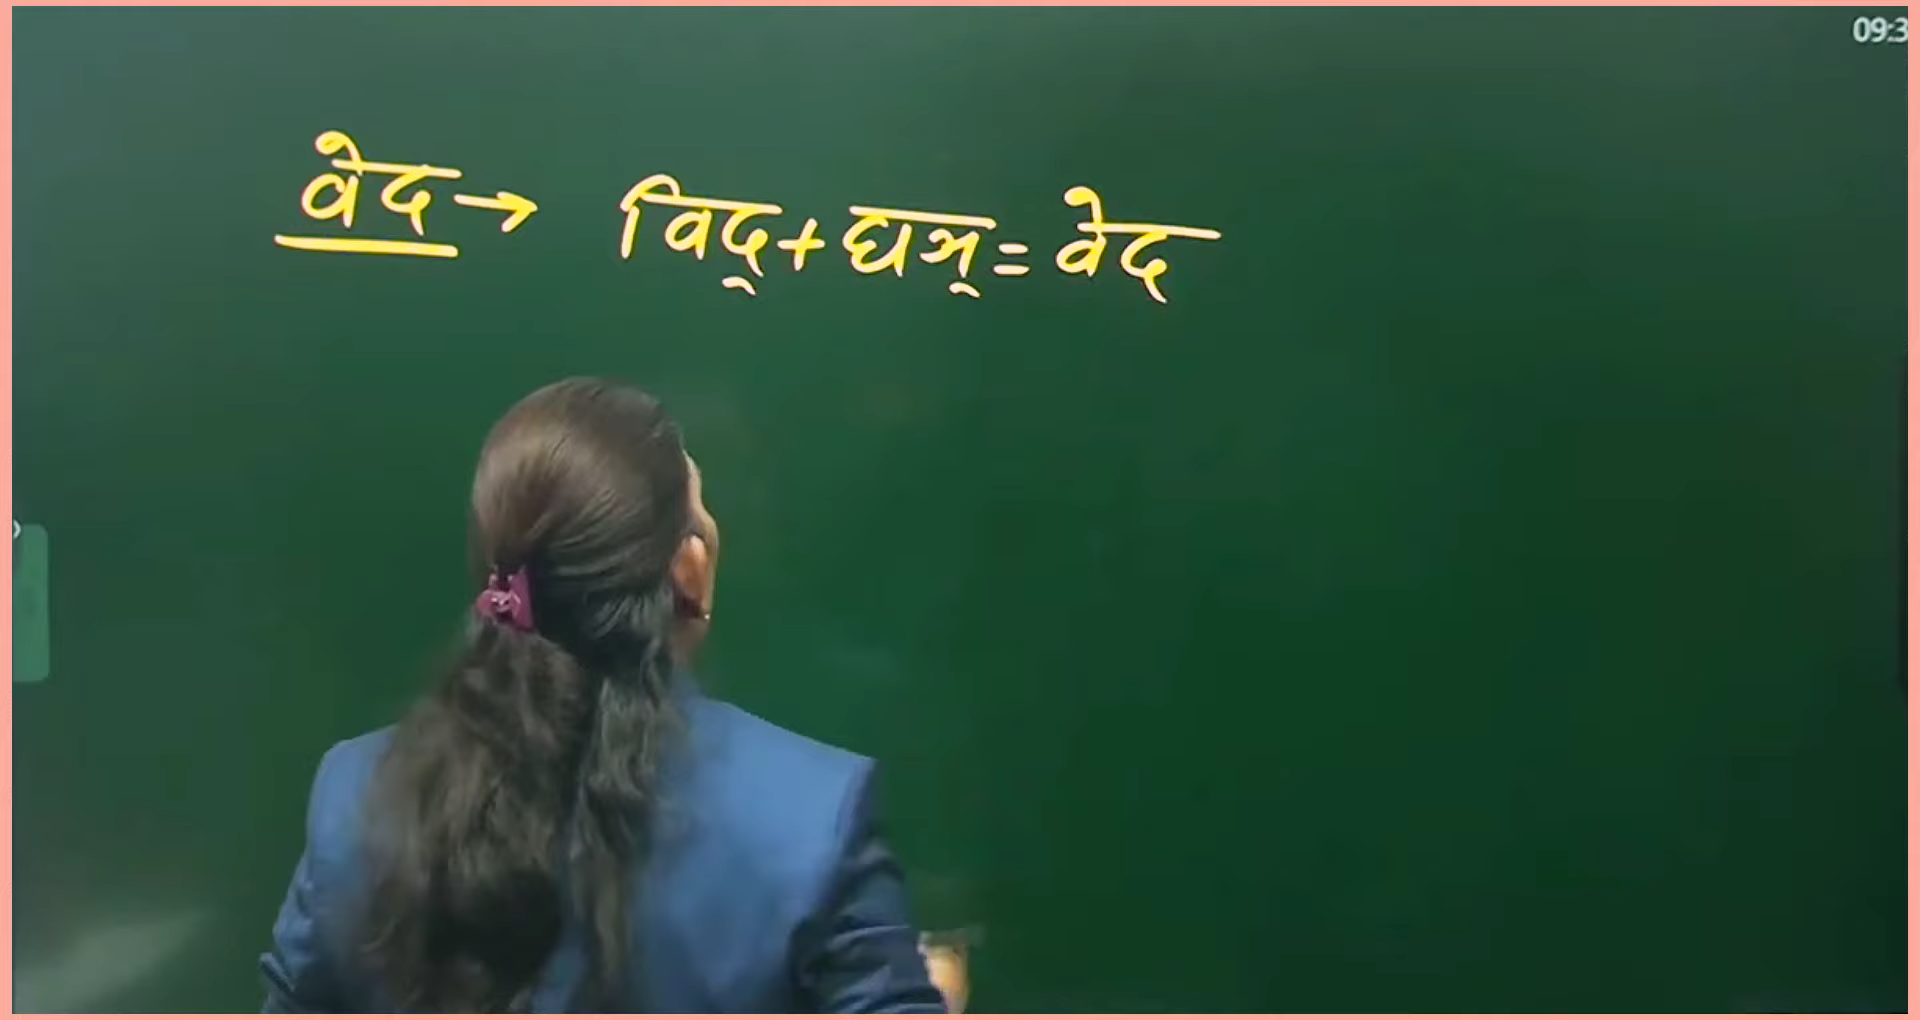 09:3
वेद → विद् + घञ् = वेद